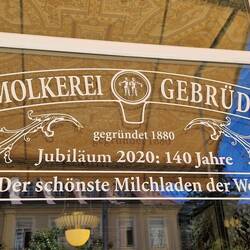 MOLKEREI GEBRÜD
gegründet 1880
Jubiläum 2020: 140 Jahre
Der schönste Milchladen der We